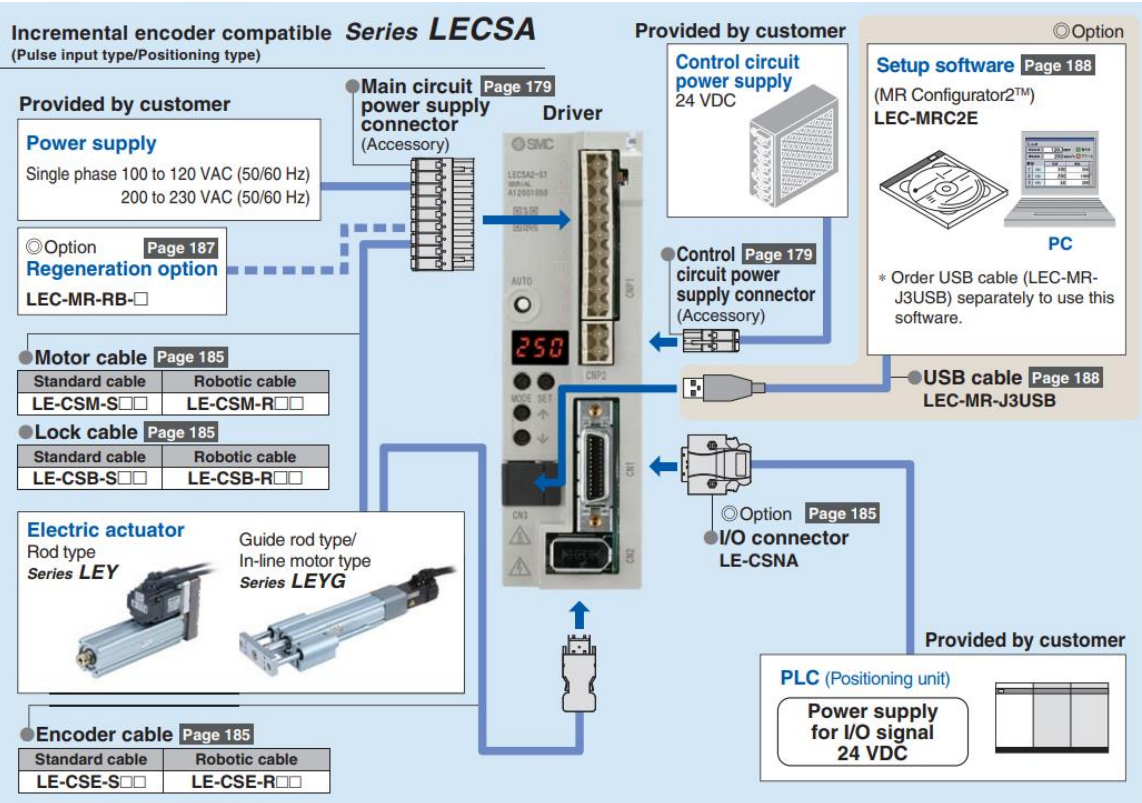 Incremental encoder compatible Series LECSA
(Pulse input type/Positioning type)
Provided by customer
Power supply
Single phase 100 to 120 VAC (50/60 Hz)
200 to 230 VAC (50/60 Hz)
◎Option Page 187
Regeneration option
LEC-MR-RB-□
●Motor cable Page 185
Standard cable Robotic cable
LE-CSM-S□□ LE-CSM-R□□
●Lock cable Page 185
Standard cable Robotic cable
LE-CSB-S□□ LE-CSB-R□□
Electric actuator
Rod type
Series LEY
Guide rod type/
In-line motor type
Series LEYG
●Encoder cable Page 185
Standard cable Robotic cable
LE-CSE-S□□ LE-CSE-R□□
●Main circuit Page 179
power supply
connector
(Accessory)
Driver
SMC
LECSA2-S1
SERIAL
AUTO
250
MODE SET
CNP1
CNP2
CN1
CN3
CN2
Provided by customer
Control circuit
power supply
24 VDC
●Control Page 179
circuit power
supply connector
(Accessory)
◎Option
Setup software Page 188
(MR Configurator2™)
LEC-MRC2E
PC
* Order USB cable (LEC-MR-
J3USB) separately to use this
software.
●USB cable Page 188
LEC-MR-J3USB
◎Option Page 185
●I/O connector
LE-CSNA
Provided by customer
PLC (Positioning unit)
Power supply
for I/O signal
24 VDC